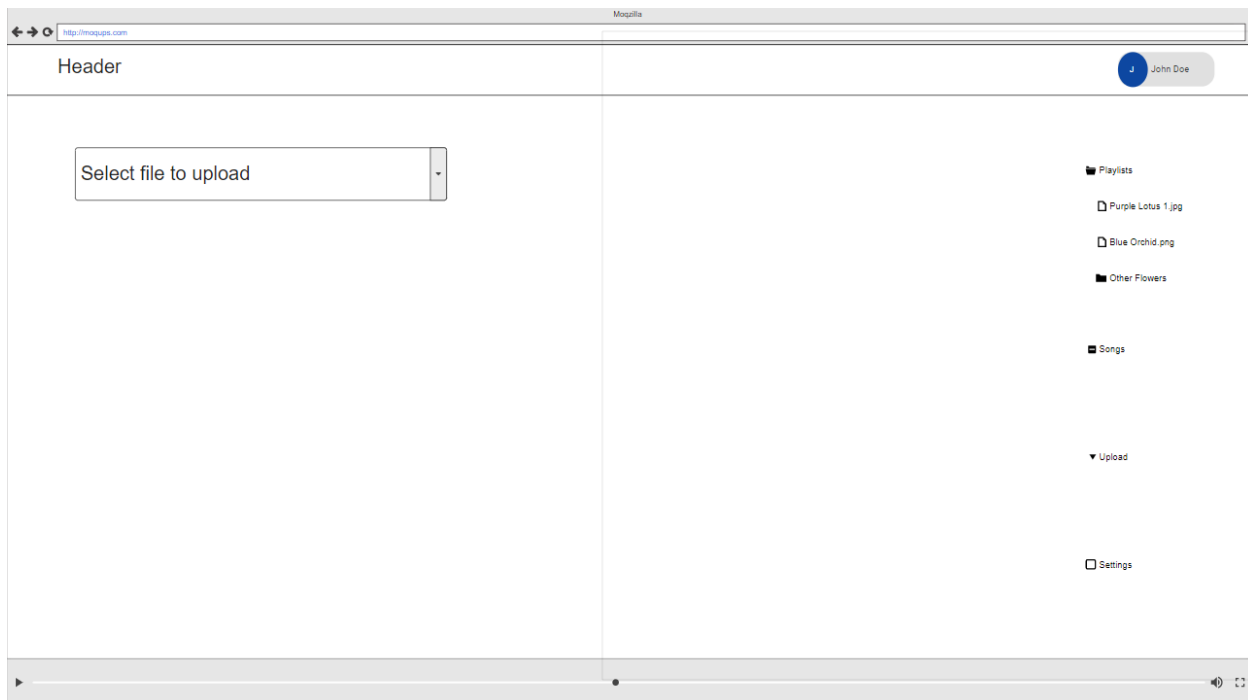 Moqzilla
http://moqups.com
Header
J John Doe
Select file to upload
Playlists
Purple Lotus 1.jpg
Blue Orchid.png
Other Flowers
Songs
Upload
Settings